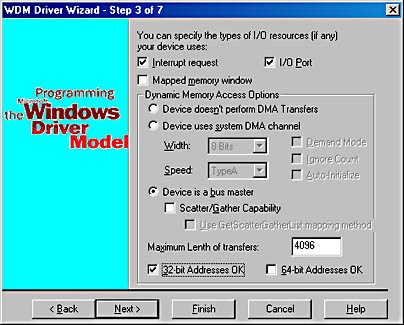 WDM Driver Wizard - Step 3 of 7
Programming
the Microsoft Windows
Driver
Model
You can specify the types of I/O resources (if any)
your device uses:
Interrupt request I/O Port
Mapped memory window
Dynamic Memory Access Options
Device doesn't perform DMA Transfers
Device uses system DMA channel
Width: 8 Bits Demand Mode
Ignore Count
Speed: TypeA Auto-Initialize
Device is a bus master
Scatter/Gather Capability
Use GetScatterGatherList mapping method
Maximum Lenth of transfers: 4096
32-bit Addresses OK 64-bit Addresses OK
< Back Next > Finish Cancel Help